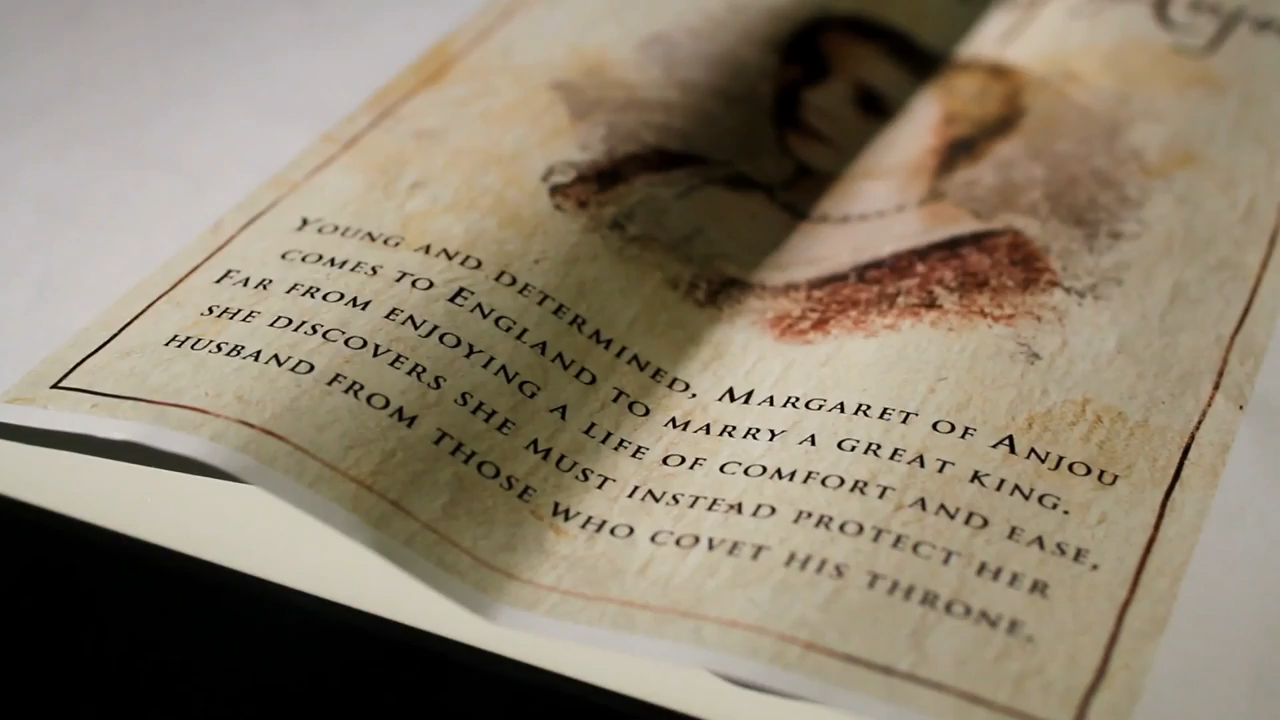 Young and determined, Margaret of Anjou
comes to England to marry a great king.
Far from enjoying a life of comfort and ease,
she discovers she must instead protect her
husband from those who covet his throne.